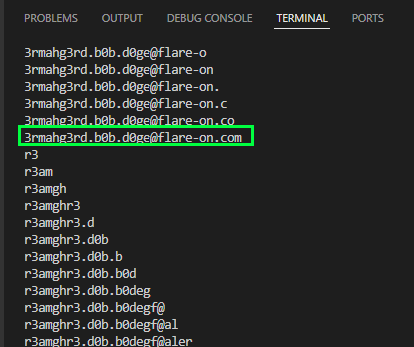 PROBLEMS OUTPUT DEBUG CONSOLE TERMINAL PORTS
3rmahg3rd.b0b.d0ge@flare-o
3rmahg3rd.b0b.d0ge@flare-on
3rmahg3rd.b0b.d0ge@flare-on.
3rmahg3rd.b0b.d0ge@flare-on.c
3rmahg3rd.b0b.d0ge@flare-on.co
3rmahg3rd.b0b.d0ge@flare-on.com
r3
r3am
r3amgh
r3amghr3
r3amghr3.d
r3amghr3.d0b
r3amghr3.d0b.b
r3amghr3.d0b.b0d
r3amghr3.d0b.b0deg
r3amghr3.d0b.b0degf@
r3amghr3.d0b.b0degf@al
r3amghr3.d0b.b0degf@aler